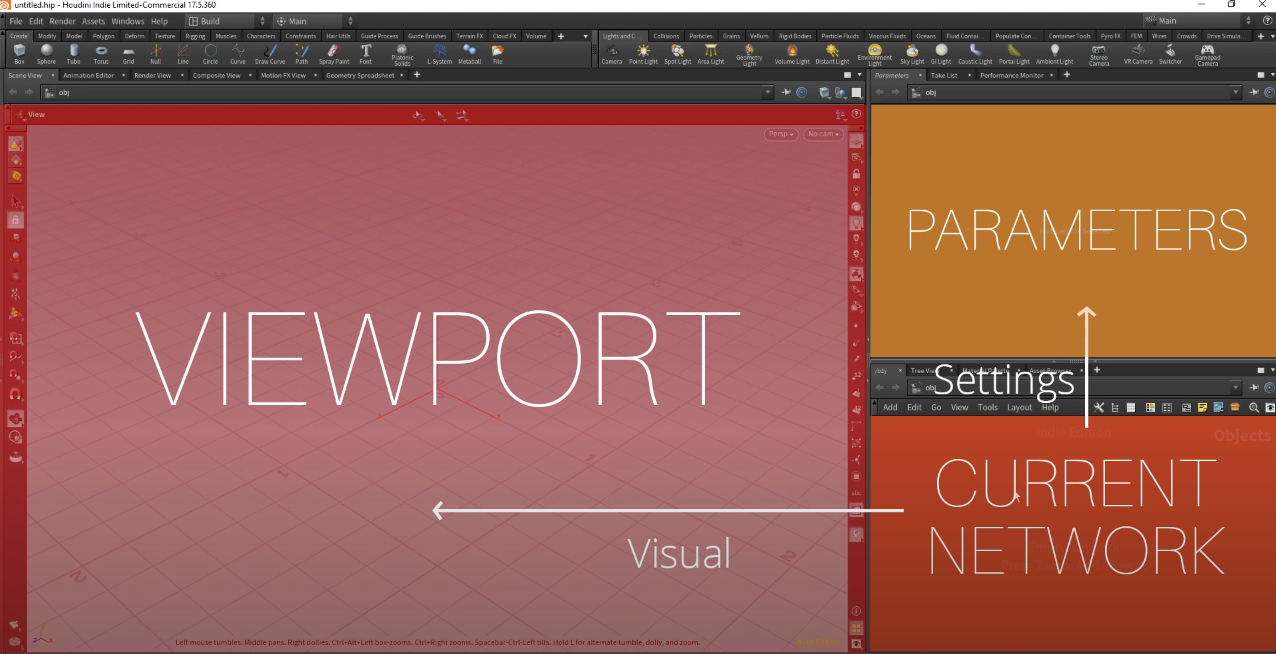 untitled.hip - Houdini Indie Limited-Commercial 17.5.360
File Edit Render Assets Windows Help Build Main Main
Create Modify Model Polygon Deform Texture Rigging Muscles Characters Constraints Hair Utils Guide Process Guide Brushes Terrain FX Cloud FX Volume
Lights and C... Collisions Particles Grains Vellum Rigid Bodies Particle Fluids Viscous Fluids Oceans Fluid Contai... Populate Con... Container Tools Pyro FX FEM Wires Crowds Drive Simula...
Box Sphere Tube Torus Grid Null Line Circle Curve Draw Curve Path Spray Paint Font Platonic Solids L-System Metaball File
Camera Point Light Spot Light Area Light Geometry Light Volume Light Distant Light Environment Light Sky Light GI Light Caustic Light Portal Light Ambient Light Stereo Camera VR Camera Switcher Gamepad Camera
Scene View Animation Editor Render View Composite View Motion FX View Geometry Spreadsheet
Parameters Take List Performance Monitor
obj
obj
View
Persp No cam
PARAMETERS
VIEWPORT
/obj Tree View Material Palette Asset Browser
obj
Settings
Add Edit Go View Tools Layout Help
Indie Edition
Objects
CURRENT
NETWORK
Visual
Left mouse tumbles. Middle pans. Right dollies. Ctrl+Alt+Left box-zooms. Ctrl+Right zooms. Spacebar-Ctrl-Left tilts. Hold L for alternate tumble, dolly, and zoom.